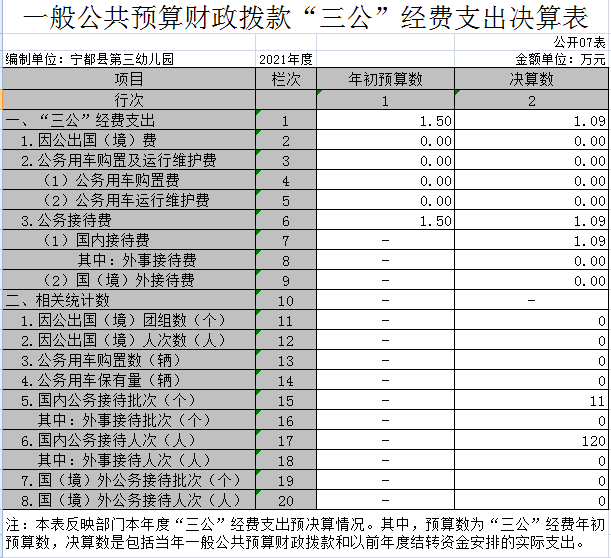 一般公共预算财政拨款“三公”经费支出决算表
公开07表
编制单位：宁都县第三幼儿园 2021年度 金额单位：万元
项目 栏次 年初预算数 决算数
行次 1 2
一、“三公”经费支出 1 1.50 1.09
1.因公出国（境）费 2 0.00 0.00
2.公务用车购置及运行维护费 3 0.00 0.00
（1）公务用车购置费 4 0.00 0.00
（2）公务用车运行维护费 5 0.00 0.00
3.公务接待费 6 1.50 1.09
（1）国内接待费 7 － 1.09
其中：外事接待费 8 － 0.00
（2）国（境）外接待费 9 － 0.00
二、相关统计数 10 － －
1.因公出国（境）团组数（个） 11 － 0
2.因公出国（境）人次数（人） 12 － 0
3.公务用车购置数（辆） 13 － 0
4.公务用车保有量（辆） 14 － 0
5.国内公务接待批次（个） 15 － 11
其中：外事接待批次（个） 16 － 0
6.国内公务接待人次（人） 17 － 120
其中：外事接待人次（人） 18 － 0
7.国（境）外公务接待批次（个） 19 － 0
8.国（境）外公务接待人次（人） 20 － 0
注：本表反映部门本年度“三公”经费支出预决算情况。其中，预算数为“三公”经费年初
预算数，决算数是包括当年一般公共预算财政拨款和以前年度结转资金安排的实际支出。